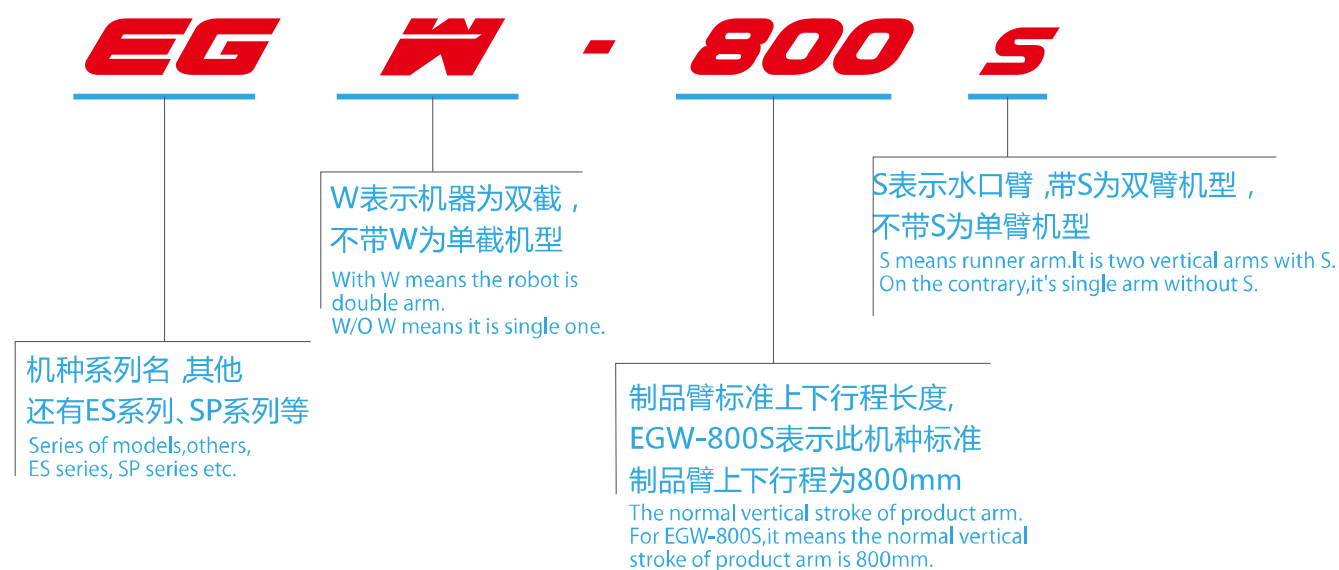 EG W - 800 S
W表示机器为双截,
不带W为单截机型
With W means the robot is
double arm.
W/O W means it is single one.
S表示水口臂 ,带S为双臂机型,
不带S为单臂机型
S means runner arm.It is two vertical arms with S.
On the contrary,it's single arm without S.
机种系列名 ,其他
还有ES系列、SP系列等
Series of models,others,
ES series, SP series etc.
制品臂标准上下行程长度,
EGW-800S表示此机种标准
制品臂上下行程为800mm
The normal vertical stroke of product arm.
For EGW-800S,it means the normal vertical
stroke of product arm is 800mm.